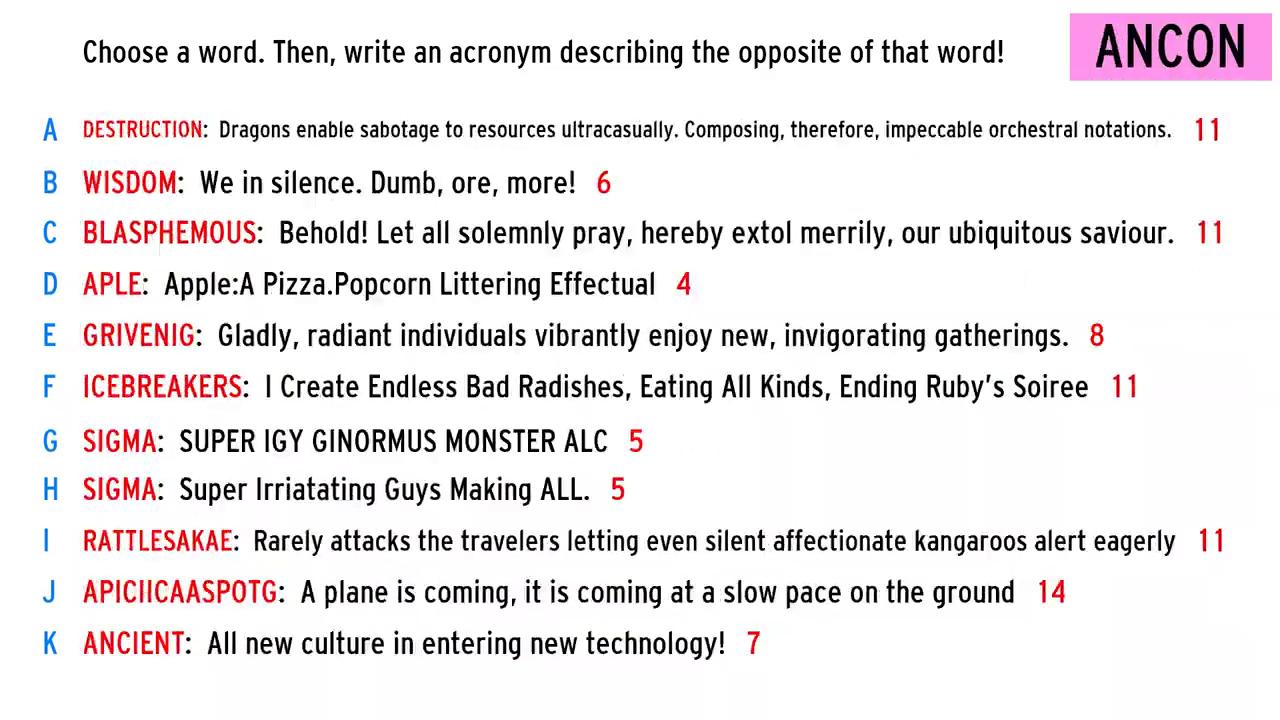 Choose a word. Then, write an acronym describing the opposite of that word!
ANCON
A DESTRUCTION: Dragons enable sabotage to resources ultracasually. Composing, therefore, impeccable orchestral notations. 11
B WISDOM: We in silence. Dumb, ore, more! 6
C BLASPHEMOUS: Behold! Let all solemnly pray, hereby extol merrily, our ubiquitous saviour. 11
D APLE: Apple:A Pizza.Popcorn Littering Effectual 4
E GRIVENIG: Gladly, radiant individuals vibrantly enjoy new, invigorating gatherings. 8
F ICEBREAKERS: I Create Endless Bad Radishes, Eating All Kinds, Ending Ruby's Soiree 11
G SIGMA: SUPER IGY GINORMUS MONSTER ALC 5
H SIGMA: Super Irriatating Guys Making ALL. 5
I RATTLESAKAE: Rarely attacks the travelers letting even silent affectionate kangaroos alert eagerly 11
J APICIICAASPOTG: A plane is coming, it is coming at a slow pace on the ground 14
K ANCIENT: All new culture in entering new technology! 7